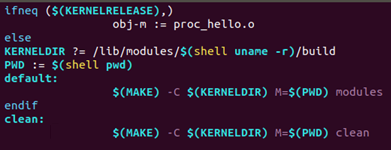 ifneq ($(KERNELRELEASE),)
obj-m := proc_hello.o
else
KERNELDIR ?= /lib/modules/$(shell uname -r)/build
PWD := $(shell pwd)
default:
$(MAKE) -C $(KERNELDIR) M=$(PWD) modules
endif
clean:
$(MAKE) -C $(KERNELDIR) M=$(PWD) clean